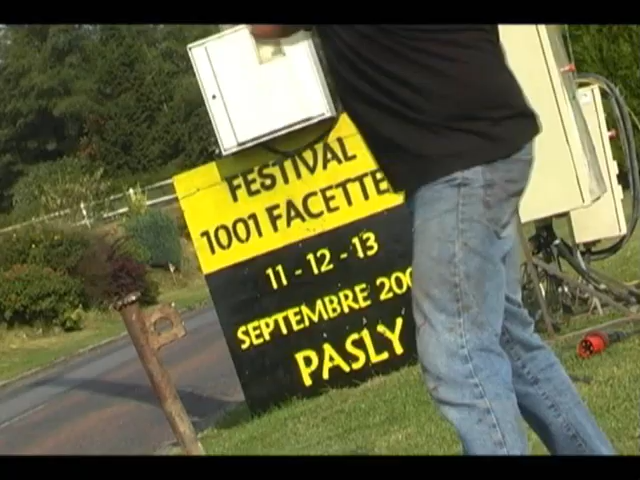 FESTIVAL
1001 FACETTE
11 - 12 - 13
SEPTEMBRE 200
PASLY